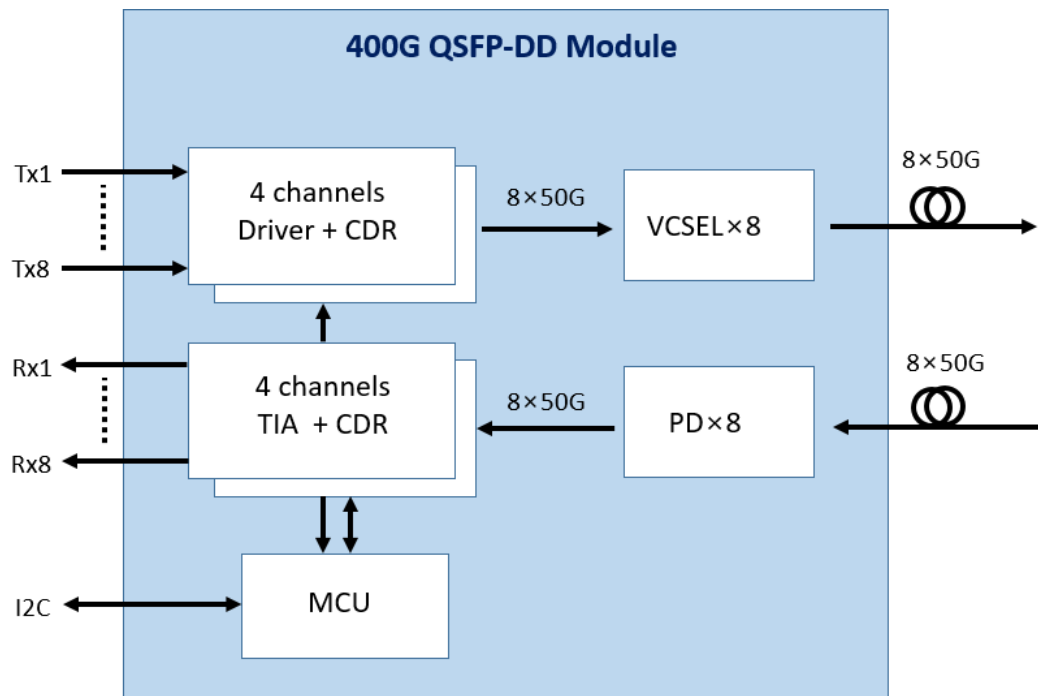 400G QSFP-DD Module
Tx1
Tx8
4 channels
Driver + CDR
8×50G
VCSEL×8
8×50G
Rx1
Rx8
4 channels
TIA + CDR
8×50G
PD×8
8×50G
I2C
MCU